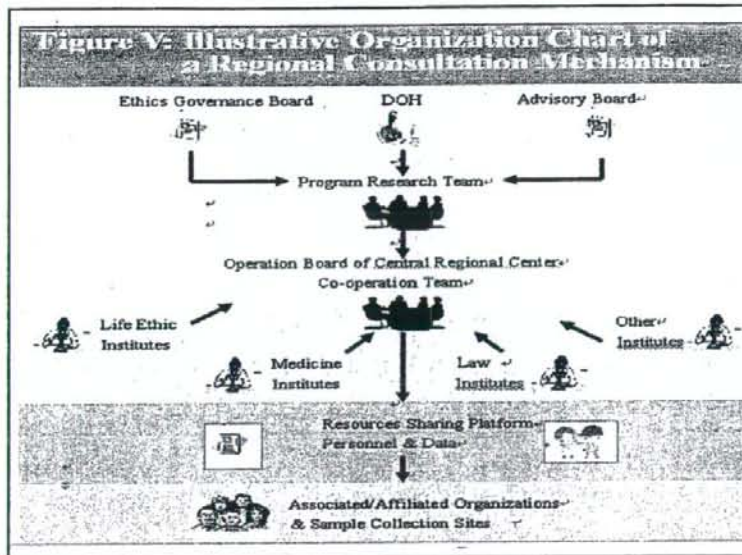 Figure V: Illustrative Organization Chart of
a Regional Consultation Mechanism
Ethics Governance Board
DOH
Advisory Board
Program Research Team
Operation Board of Central Regional Center
Co-operation Team
Life Ethic
Institutes
Medicine
Institutes
Law
Institutes
Other
Institutes
Resources Sharing Platform
Personnel & Data
Associated/Affiliated Organizations
& Sample Collection Sites